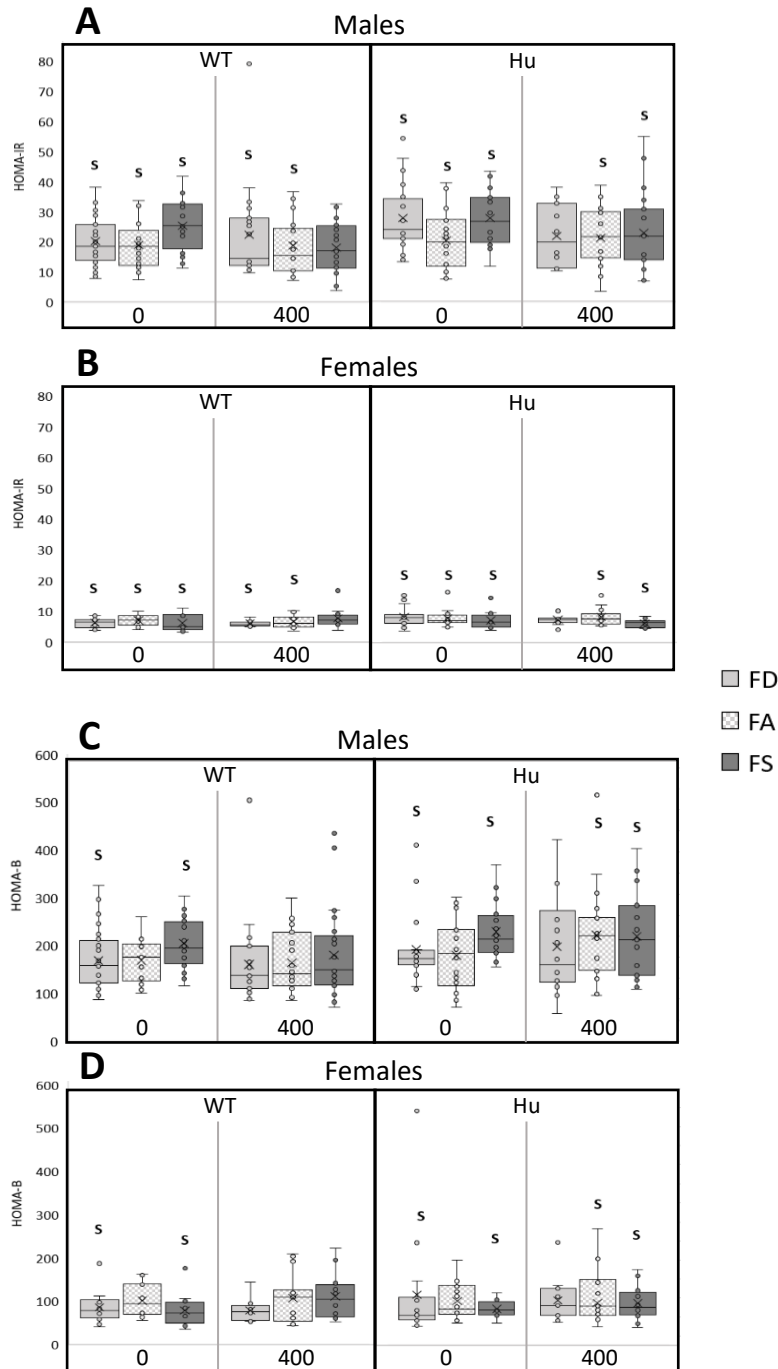 A Males
WT Hu
80
70
60
50
40
30
20
10
0
HOMA-IR
S S S S S S S S S S
0 400 0 400
B Females
WT Hu
80
70
60
50
40
30
20
10
0
HOMA-IR
S S S S S S S S S
0 400 0 400
FD
FA
FS
C Males
WT Hu
600
500
400
300
200
100
0
HOMA-B
S S S S S S
0 400 0 400
D Females
WT Hu
600
500
400
300
200
100
0
HOMA-B
S S S S S S
0 400 0 400